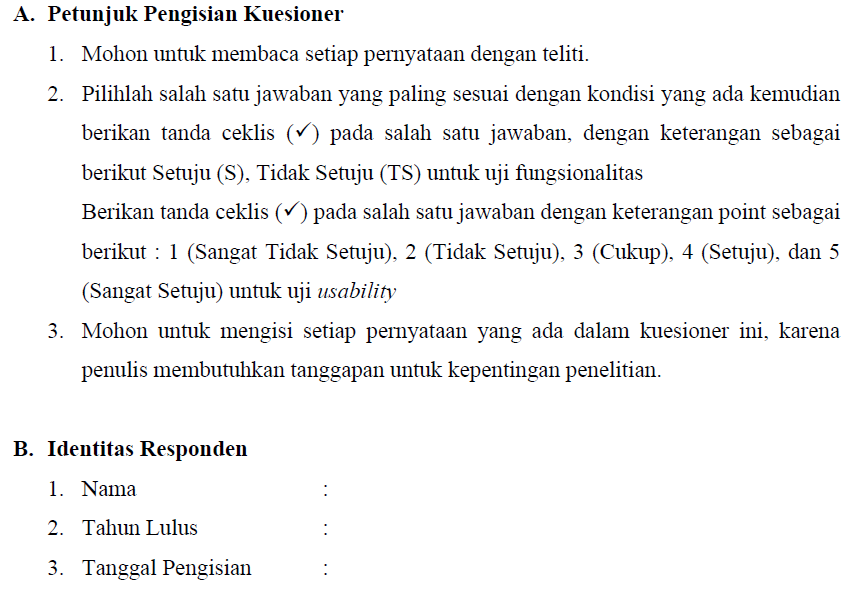 A. Petunjuk Pengisian Kuesioner
1. Mohon untuk membaca setiap pernyataan dengan teliti.
2. Pilihlah salah satu jawaban yang paling sesuai dengan kondisi yang ada kemudian
berikan tanda ceklis (✓) pada salah satu jawaban, dengan keterangan sebagai
berikut Setuju (S), Tidak Setuju (TS) untuk uji fungsionalitas
Berikan tanda ceklis (✓) pada salah satu jawaban dengan keterangan point sebagai
berikut : 1 (Sangat Tidak Setuju), 2 (Tidak Setuju), 3 (Cukup), 4 (Setuju), dan 5
(Sangat Setuju) untuk uji usability
3. Mohon untuk mengisi setiap pernyataan yang ada dalam kuesioner ini, karena
penulis membutuhkan tanggapan untuk kepentingan penelitian.
B. Identitas Responden
1. Nama :
2. Tahun Lulus :
3. Tanggal Pengisian :